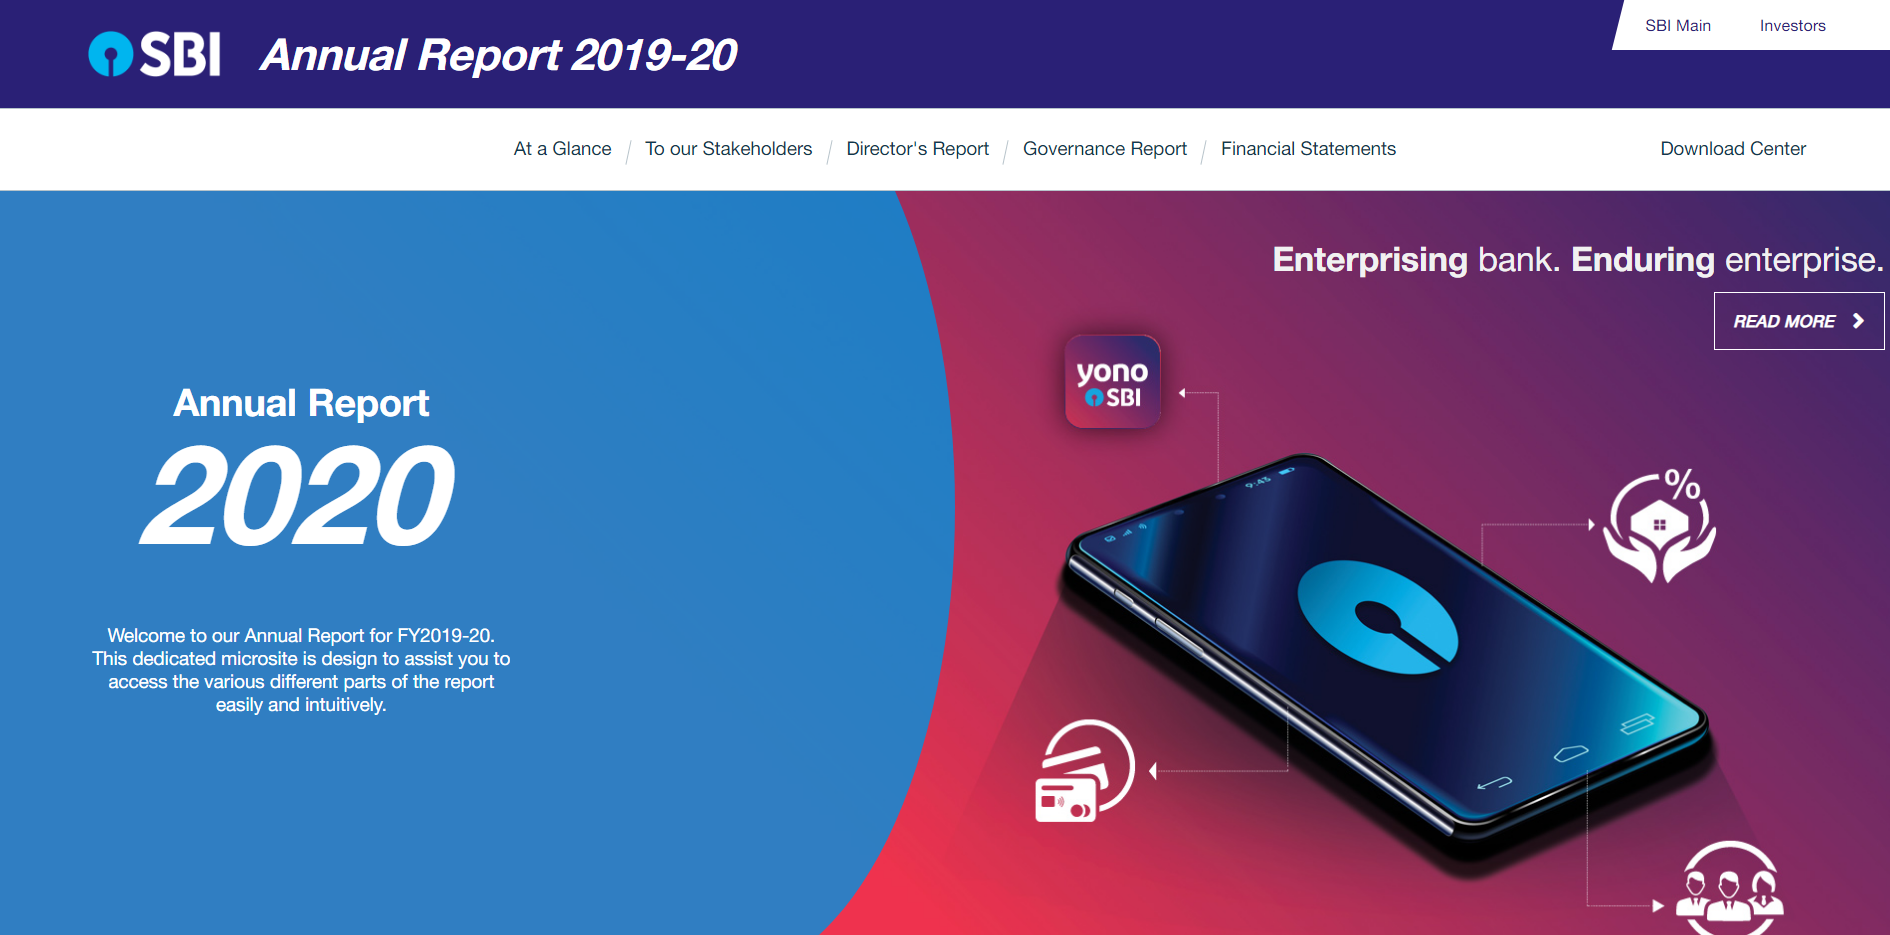 SBI
Annual Report 2019-20
SBI Main
Investors
At a Glance / To our Stakeholders / Director's Report / Governance Report / Financial Statements
Download Center
Enterprising bank. Enduring enterprise.
READ MORE
Annual Report
2020
Welcome to our Annual Report for FY2019-20.
This dedicated microsite is design to assist you to
access the various different parts of the report
easily and intuitively.
yono
SBI
9:43
%